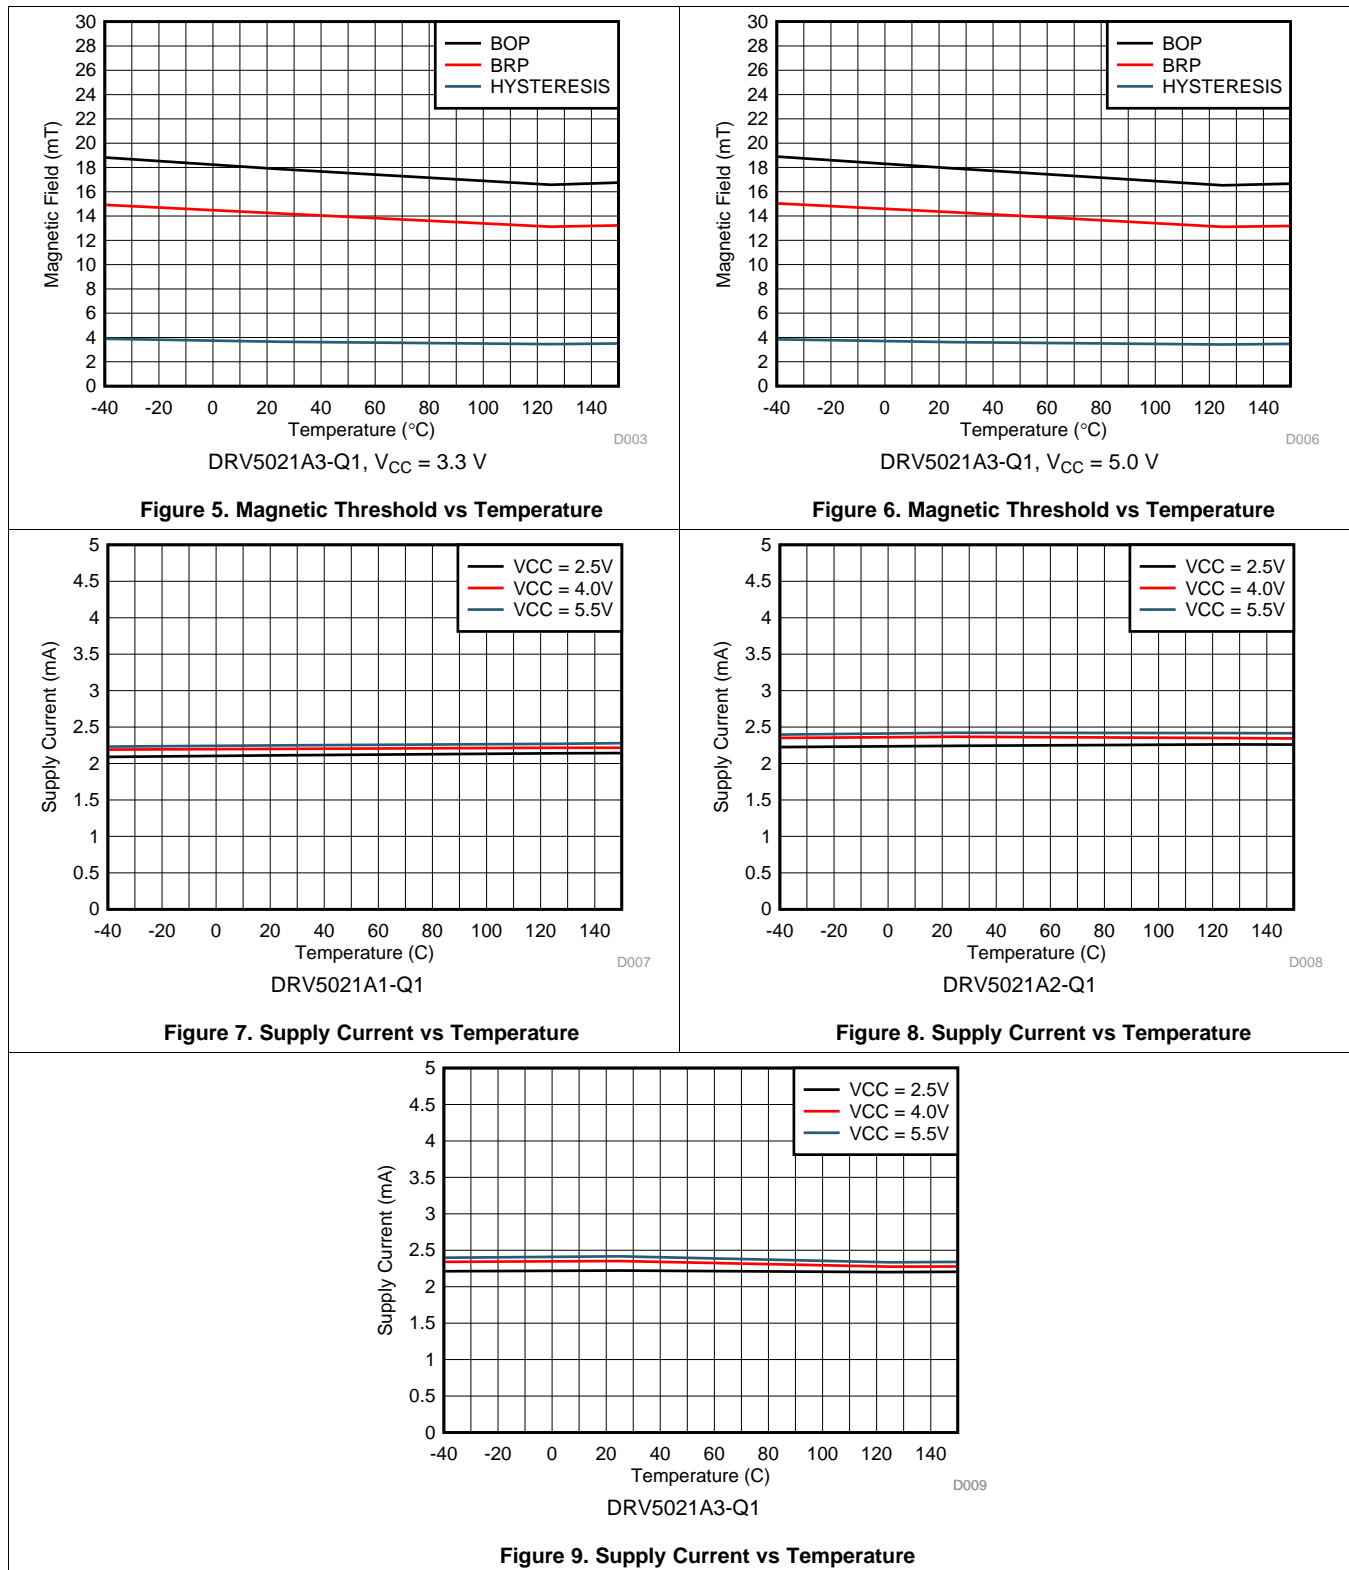 30
28
26
24
22
20
18
16
14
12
10
8
6
4
2
0
Magnetic Field (mT)
BOP
BRP
HYSTERESIS
-40 -20 0 20 40 60 80 100 120 140
Temperature (°C)
D003
DRV5021A3-Q1, VCC = 3.3 V
Figure 5. Magnetic Threshold vs Temperature
30
28
26
24
22
20
18
16
14
12
10
8
6
4
2
0
Magnetic Field (mT)
BOP
BRP
HYSTERESIS
-40 -20 0 20 40 60 80 100 120 140
Temperature (°C)
D006
DRV5021A3-Q1, VCC = 5.0 V
Figure 6. Magnetic Threshold vs Temperature
5
4.5
4
3.5
3
2.5
2
1.5
1
0.5
0
Supply Current (mA)
VCC = 2.5V
VCC = 4.0V
VCC = 5.5V
-40 -20 0 20 40 60 80 100 120 140
Temperature (C)
D007
DRV5021A1-Q1
Figure 7. Supply Current vs Temperature
5
4.5
4
3.5
3
2.5
2
1.5
1
0.5
0
Supply Current (mA)
VCC = 2.5V
VCC = 4.0V
VCC = 5.5V
-40 -20 0 20 40 60 80 100 120 140
Temperature (C)
D008
DRV5021A2-Q1
Figure 8. Supply Current vs Temperature
5
4.5
4
3.5
3
2.5
2
1.5
1
0.5
0
Supply Current (mA)
VCC = 2.5V
VCC = 4.0V
VCC = 5.5V
-40 -20 0 20 40 60 80 100 120 140
Temperature (C)
D009
DRV5021A3-Q1
Figure 9. Supply Current vs Temperature